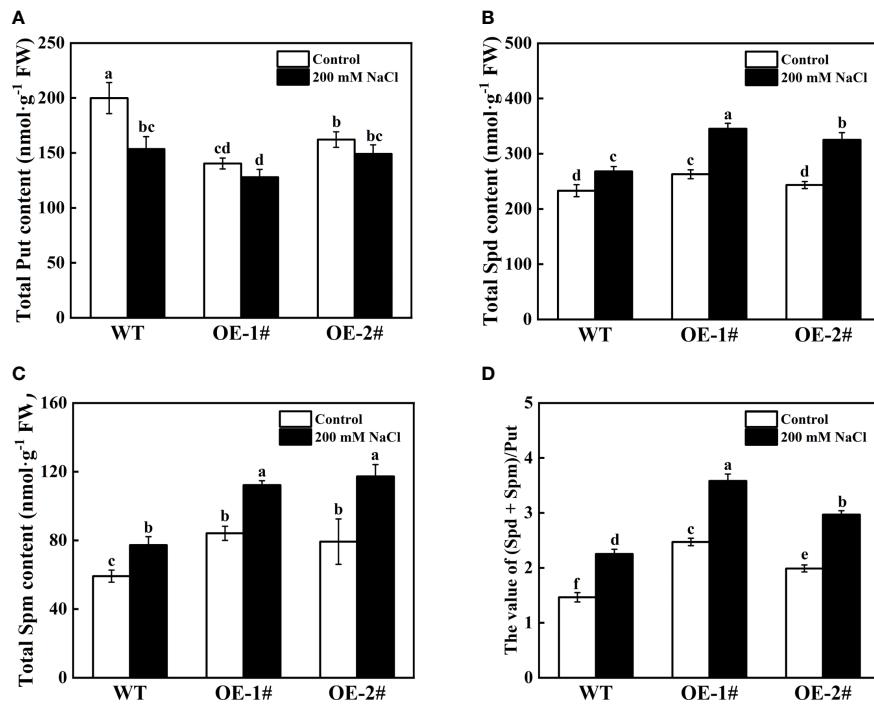 A
Total Put content (nmol·g⁻¹ FW)
250
200
150
100
50
0
Control
200 mM NaCl
a
bc
cd
d
b
bc
WT
OE-1#
OE-2#
B
Total Spd content (nmol·g⁻¹ FW)
500
400
300
200
100
0
Control
200 mM NaCl
d
c
c
a
d
b
WT
OE-1#
OE-2#
C
Total Spm content (nmol·g⁻¹ FW)
160
120
80
40
0
Control
200 mM NaCl
c
b
b
a
b
a
WT
OE-1#
OE-2#
D
The value of (Spd + Spm)/Put
5
4
3
2
1
0
Control
200 mM NaCl
f
d
c
a
e
b
WT
OE-1#
OE-2#